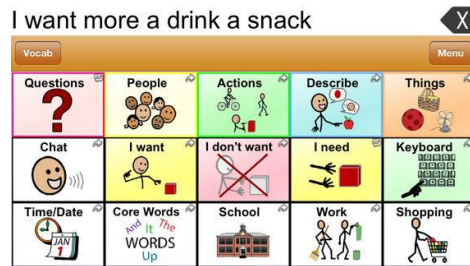 I want more a drink a snack
X
Vocab
Menu
Questions
People
Actions
Describe
Things
Chat
I want
I don't want
I need
Keyboard
Time/Date
Core Words
School
Work
Shopping
JAN
1
And It The
WORDS
Up